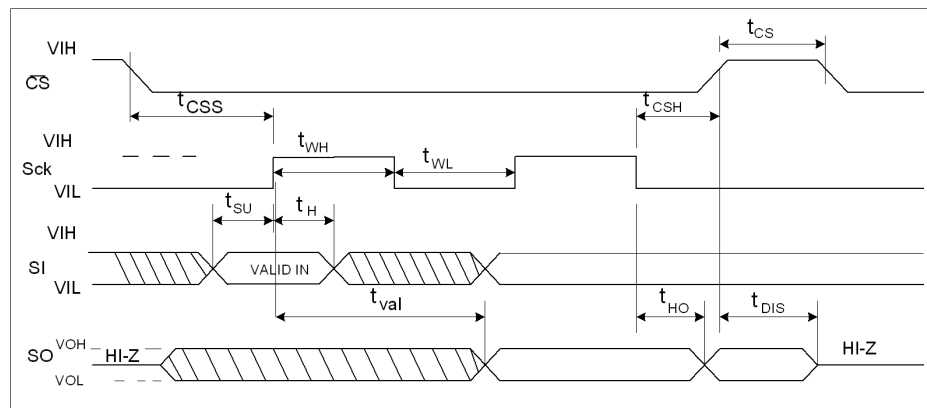 VIH
CS
tCS
tCSS
tCSH
VIH
Sck
VIL
tWH
tWL
tSU
tH
VIH
SI
VIL
VALID IN
tval
tHO
tDIS
VOH
SO
HI-Z
VOL
HI-Z